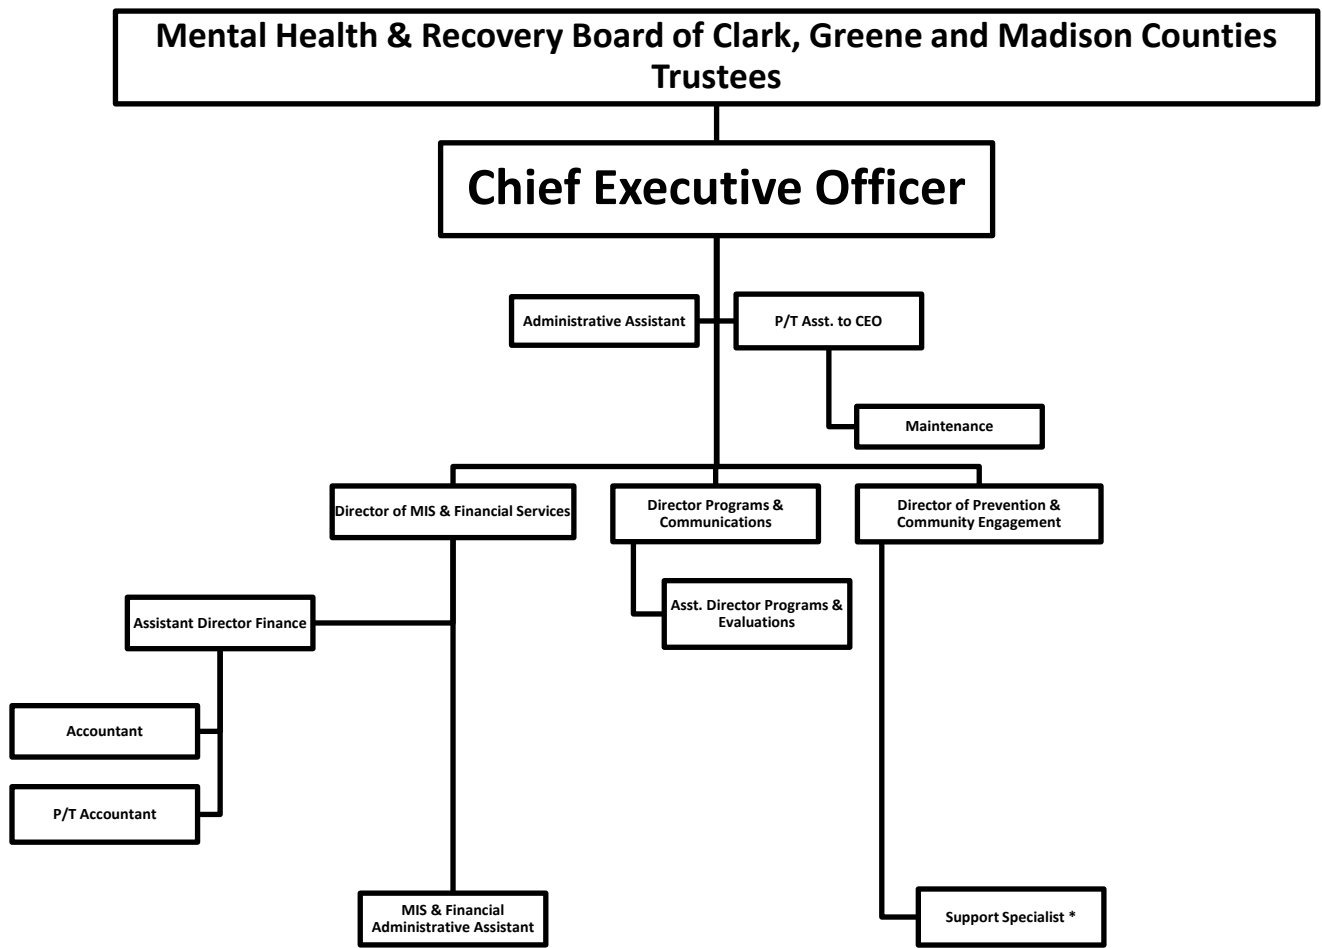 Mental Health & Recovery Board of Clark, Greene and Madison Counties
Trustees
Chief Executive Officer
Administrative Assistant
P/T Asst. to CEO
Maintenance
Director of MIS & Financial Services
Director Programs &
Communications
Director of Prevention &
Community Engagement
Asst. Director Programs &
Evaluations
Assistant Director Finance
Accountant
P/T Accountant
MIS & Financial
Administrative Assistant
Support Specialist *